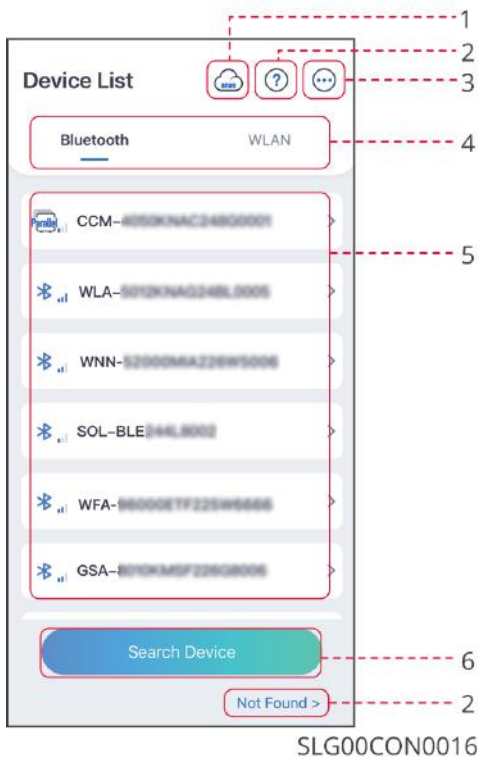 1
2
Device List
3
Bluetooth WLAN
4
Parallel CCM-
5
WLA-
WNN-
SOL-BLE
WFA-
GSA-
Search Device
6
Not Found >
2
SLG00CON0016